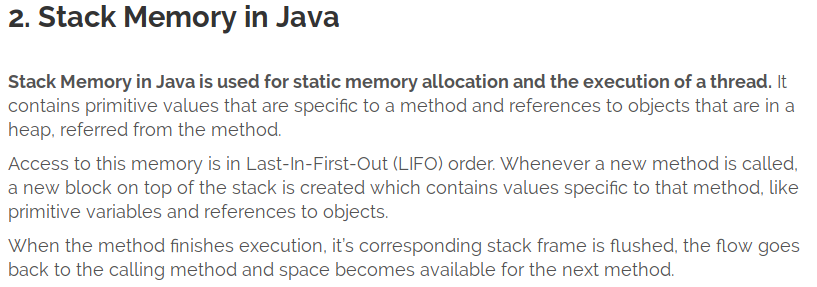 2. Stack Memory in Java
Stack Memory in Java is used for static memory allocation and the execution of a thread. It
contains primitive values that are specific to a method and references to objects that are in a
heap, referred from the method.
Access to this memory is in Last-In-First-Out (LIFO) order. Whenever a new method is called,
a new block on top of the stack is created which contains values specific to that method, like
primitive variables and references to objects.
When the method finishes execution, it's corresponding stack frame is flushed, the flow goes
back to the calling method and space becomes available for the next method.